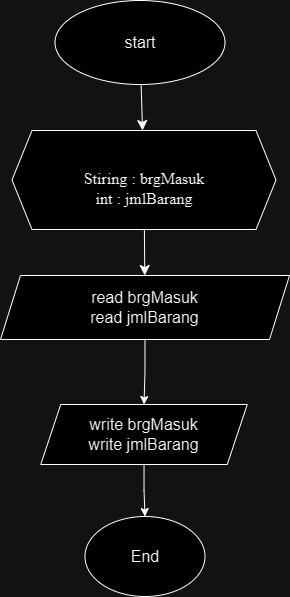 start
Stiring : brgMasuk
int : jmlBarang
read brgMasuk
read jmlBarang
write brgMasuk
write jmlBarang
End